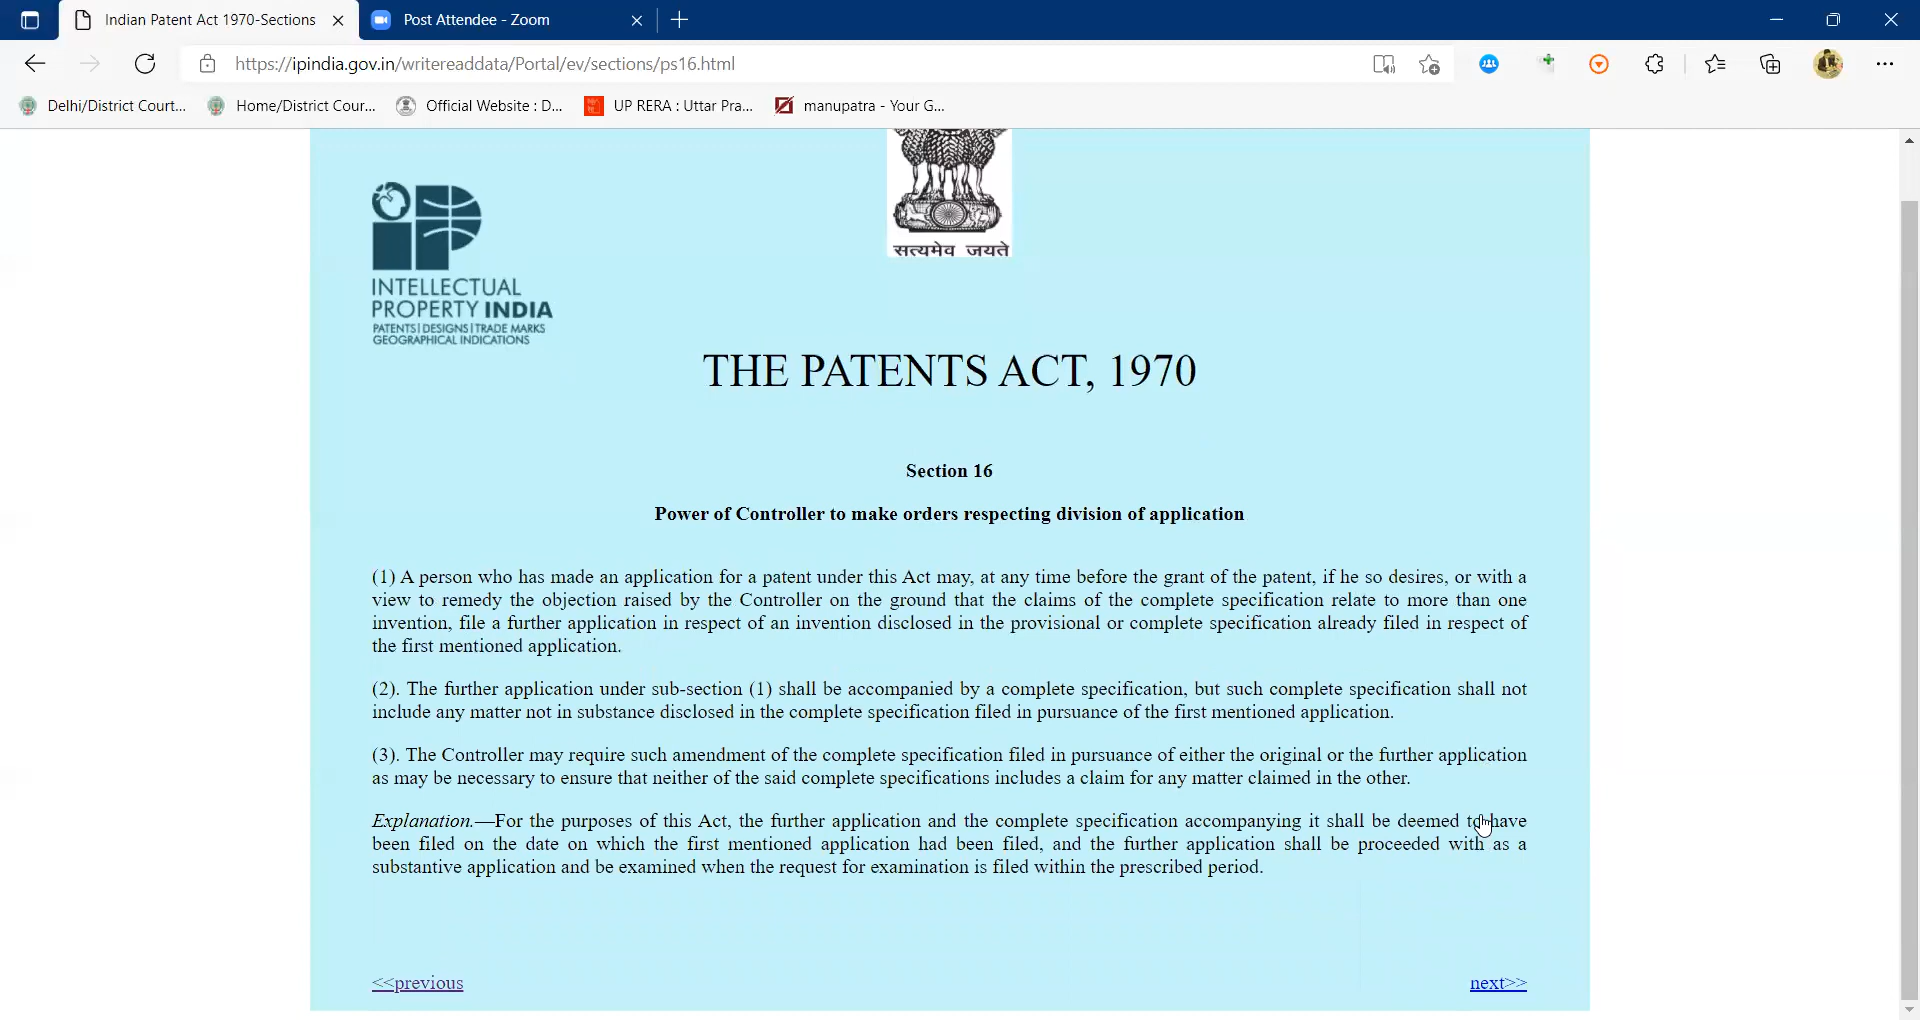 Indian Patent Act 1970-Sections
Post Attendee - Zoom
https://ipindia.gov.in/writereaddata/Portal/ev/sections/ps16.html
Delhi/District Court...
Home/District Cour...
Official Website : D...
UP RERA : Uttar Pra...
manupatra - Your G...
सत्यमेव जयते
INTELLECTUAL
PROPERTY INDIA
PATENTS | DESIGNS | TRADE MARKS
GEOGRAPHICAL INDICATIONS
THE PATENTS ACT, 1970
Section 16
Power of Controller to make orders respecting division of application
(1) A person who has made an application for a patent under this Act may, at any time before the grant of the patent, if he so desires, or with a
view to remedy the objection raised by the Controller on the ground that the claims of the complete specification relate to more than one
invention, file a further application in respect of an invention disclosed in the provisional or complete specification already filed in respect of
the first mentioned application.
(2). The further application under sub-section (1) shall be accompanied by a complete specification, but such complete specification shall not
include any matter not in substance disclosed in the complete specification filed in pursuance of the first mentioned application.
(3). The Controller may require such amendment of the complete specification filed in pursuance of either the original or the further application
as may be necessary to ensure that neither of the said complete specifications includes a claim for any matter claimed in the other.
Explanation.—For the purposes of this Act, the further application and the complete specification accompanying it shall be deemed to have
been filed on the date on which the first mentioned application had been filed, and the further application shall be proceeded with as a
substantive application and be examined when the request for examination is filed within the prescribed period.
<<previous
next>>